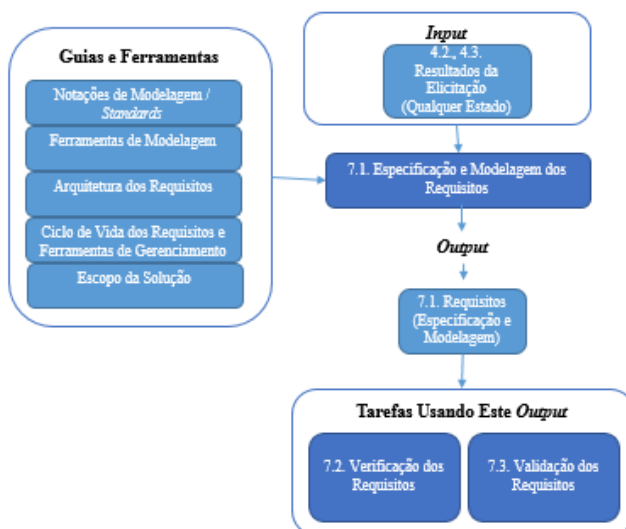 Guias e Ferramentas
Notações de Modelagem /
Standards
Ferramentas de Modelagem
Arquitetura dos Requisitos
Ciclo de Vida dos Requisitos e
Ferramentas de Gerenciamento
Escopo da Solução
Input
4.2., 4.3.
Resultados da
Elicitação
(Qualquer Estado)
7.1. Especificação e Modelagem dos
Requisitos
Output
7.1. Requisitos
(Especificação e
Modelagem)
Tarefas Usando Este Output
7.2. Verificação dos
Requisitos
7.3. Validação dos
Requisitos